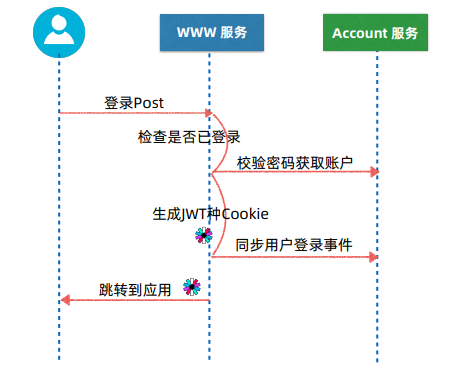 WWW 服务
Account 服务
登录Post
检查是否已登录
校验密码获取账户
生成JWT种Cookie
同步用户登录事件
跳转到应用